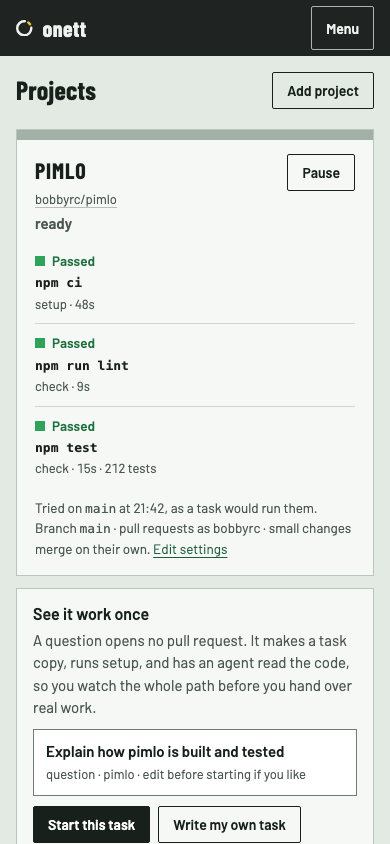 onett
Menu
Projects
Add project
PIMLO
Pause
bobbyrc/pimlo
ready
Passed
npm ci
setup · 48s
Passed
npm run lint
check · 9s
Passed
npm test
check · 15s · 212 tests
Tried on main at 21:42, as a task would run them.
Branch main · pull requests as bobbyrc · small changes
merge on their own. Edit settings
See it work once
A question opens no pull request. It makes a task
copy, runs setup, and has an agent read the code,
so you watch the whole path before you hand over
real work.
Explain how pimlo is built and tested
question · pimlo · edit before starting if you like
Start this task
Write my own task